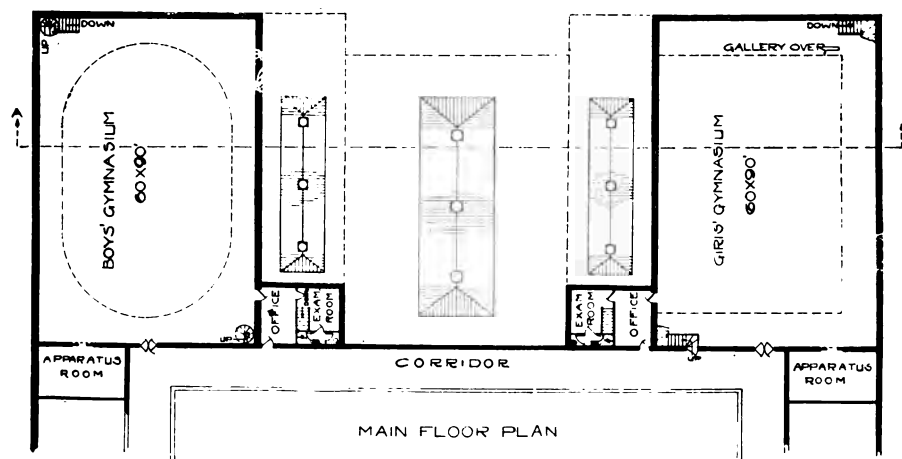 DOWN
UP
BOYS' GYMNASIUM
60X90'
DOWN
GALLERY OVER
GIRLS' GYMNASIUM
60X90'
OFFICE
EXAM
ROOM
UP
EXAM
ROOM
OFFICE
UP
APPARATUS
ROOM
CORRIDOR
APPARATUS
ROOM
MAIN FLOOR PLAN